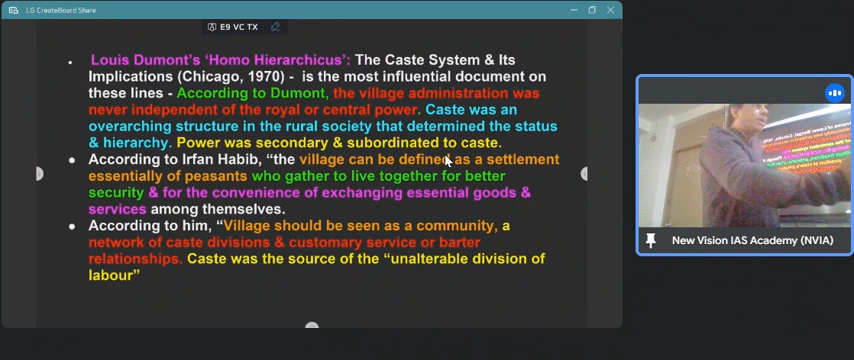 LG CreateBoard Share
E9 VC TX
Louis Dumont's 'Homo Hierarchicus': The Caste System & Its
Implications (Chicago, 1970) - is the most influential document on
these lines - According to Dumont, the village administration was
never independent of the royal or central power. Caste was an
overarching structure in the rural society that determined the status
& hierarchy. Power was secondary & subordinated to caste.
According to Irfan Habib, "the village can be defined as a settlement
essentially of peasants who gather to live together for better
security & for the convenience of exchanging essential goods &
services among themselves.
According to him, "Village should be seen as a community, a
network of caste divisions & customary service or barter
relationships. Caste was the source of the "unalterable division of
labour"
New Vision IAS Academy (NVIA)